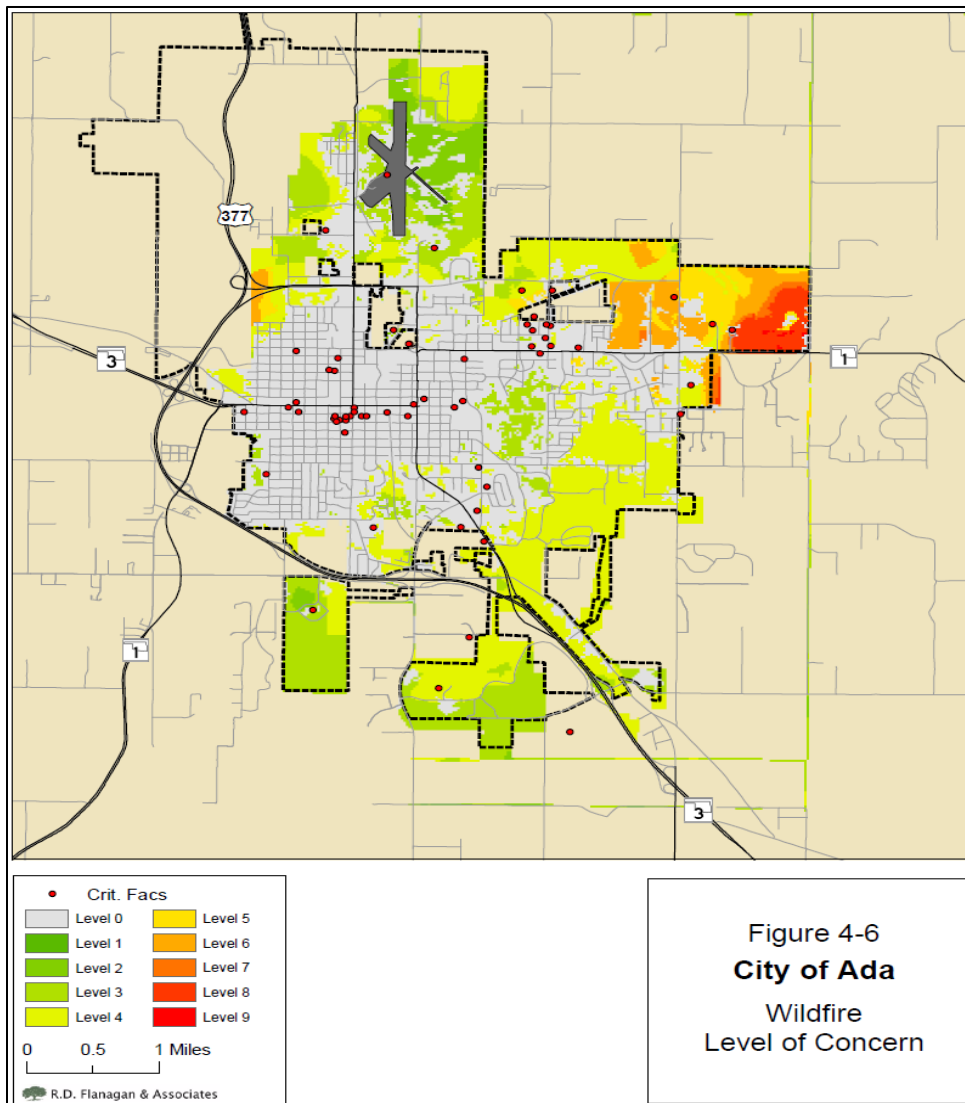 377
3
1
1
3
Crit. Facs
Level 0
Level 1
Level 2
Level 3
Level 4
Level 5
Level 6
Level 7
Level 8
Level 9
0 0.5 1 Miles
R.D. Flanagan & Associates
Figure 4-6
City of Ada
Wildfire
Level of Concern